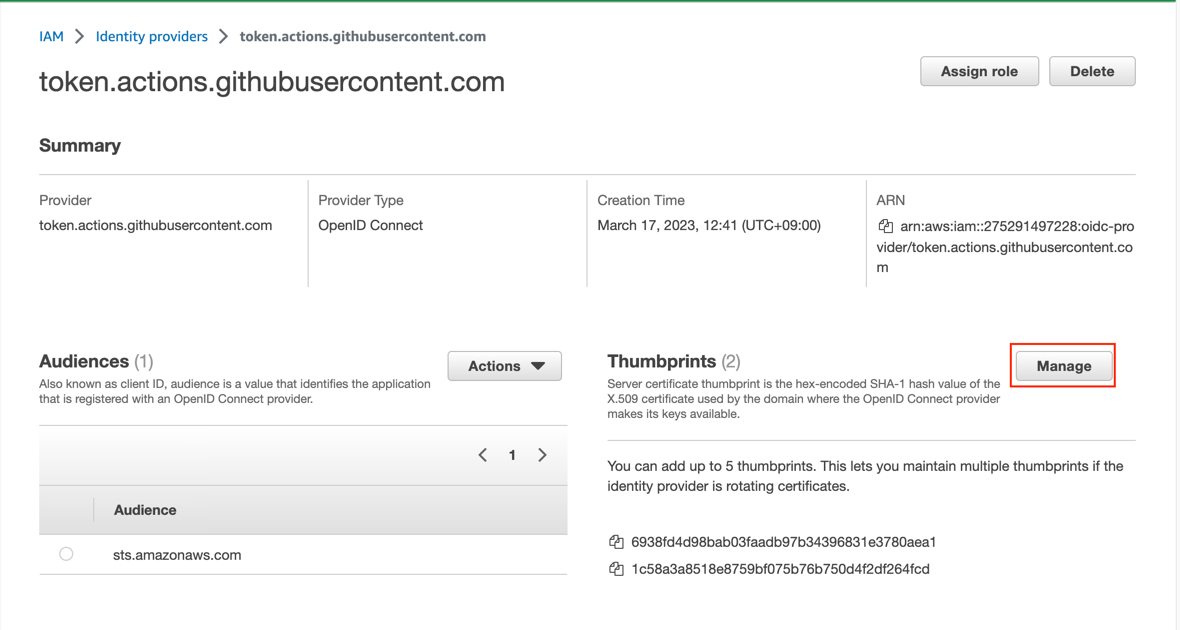 IAM > Identity providers > token.actions.githubusercontent.com
token.actions.githubusercontent.com
Assign role
Delete
Summary
Provider
token.actions.githubusercontent.com
Provider Type
OpenID Connect
Creation Time
March 17, 2023, 12:41 (UTC+09:00)
ARN
arn:aws:iam::275291497228:oidc-pro
vider/token.actions.githubusercontent.co
m
Audiences (1)
Also known as client ID, audience is a value that identifies the application
that is registered with an OpenID Connect provider.
Actions
1
Audience
sts.amazonaws.com
Thumbprints (2)
Server certificate thumbprint is the hex-encoded SHA-1 hash value of the
X.509 certificate used by the domain where the OpenID Connect provider
makes its keys available.
Manage
You can add up to 5 thumbprints. This lets you maintain multiple thumbprints if the
identity provider is rotating certificates.
6938fd4d98bab03faadb97b34396831e3780aea1
1c58a3a8518e8759bf075b76b750d4f2df264fcd